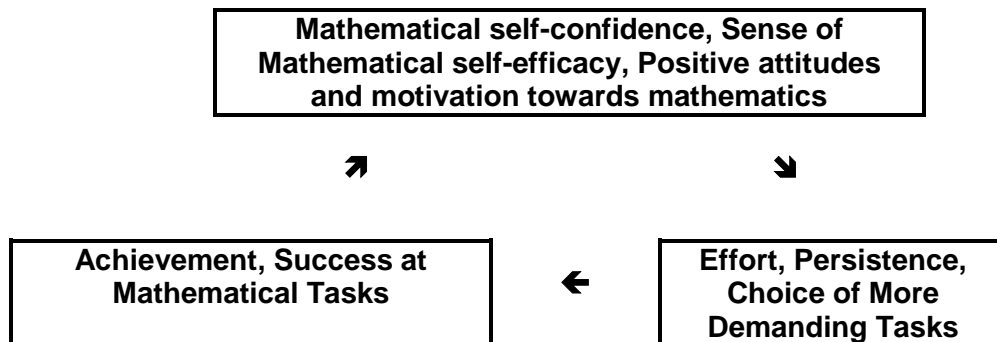 Mathematical self-confidence, Sense of
Mathematical self-efficacy, Positive attitudes
and motivation towards mathematics
Achievement, Success at
Mathematical Tasks
Effort, Persistence,
Choice of More
Demanding Tasks